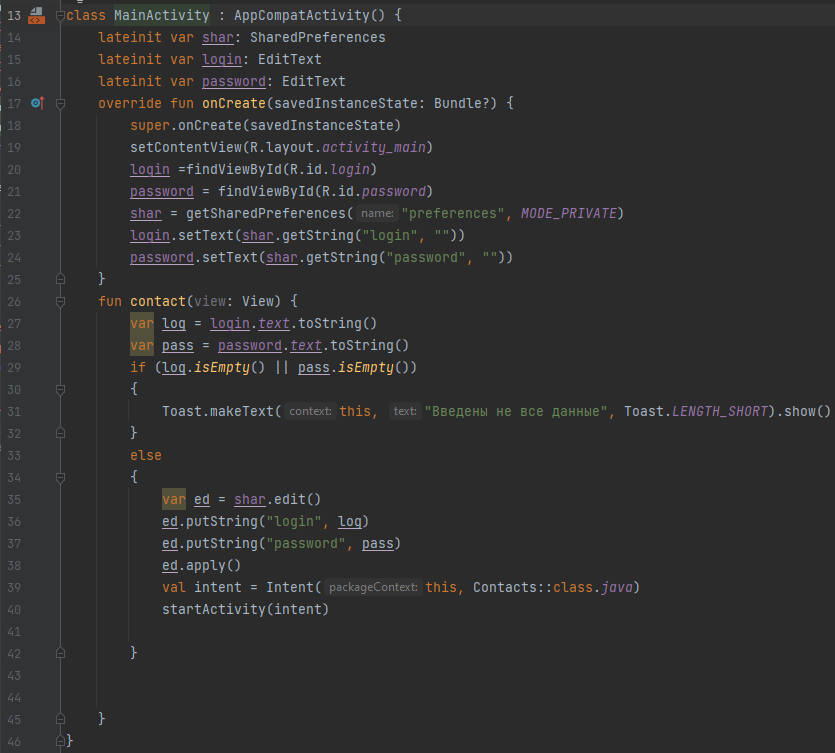 13 class MainActivity : AppCompatActivity() {
14 lateinit var shar: SharedPreferences
15 lateinit var login: EditText
16 lateinit var password: EditText
17 override fun onCreate(savedInstanceState: Bundle?) {
18 super.onCreate(savedInstanceState)
19 setContentView(R.layout.activity_main)
20 login =findViewById(R.id.login)
21 password = findViewById(R.id.password)
22 shar = getSharedPreferences( name: "preferences", MODE_PRIVATE)
23 login.setText(shar.getString("login", ""))
24 password.setText(shar.getString("password", ""))
25 }
26 fun contact(view: View) {
27 var log = login.text.toString()
28 var pass = password.text.toString()
29 if (log.isEmpty() || pass.isEmpty())
30 {
31 Toast.makeText( context: this, text: "Введены не все данные", Toast.LENGTH_SHORT).show()
32 }
33 else
34 {
35 var ed = shar.edit()
36 ed.putString("login", log)
37 ed.putString("password", pass)
38 ed.apply()
39 val intent = Intent( packageContext: this, Contacts::class.java)
40 startActivity(intent)
41
42 }
43
44
45 }
46 }